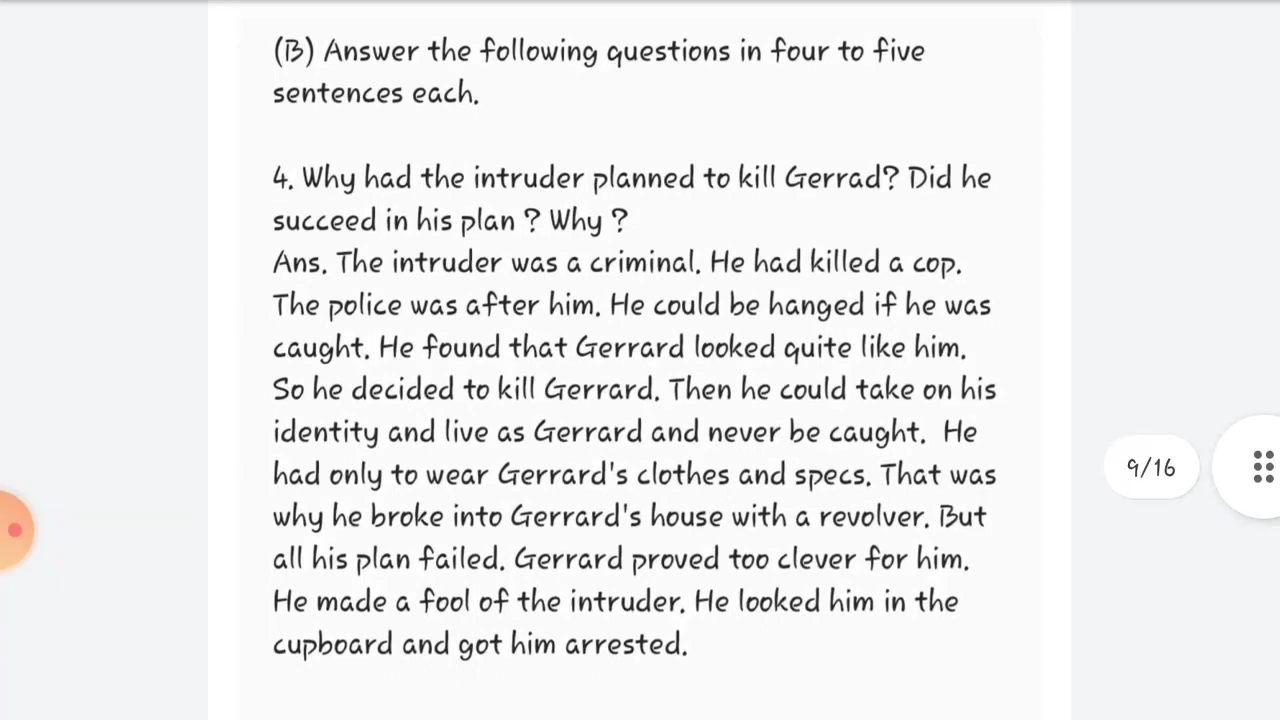 (B) Answer the following questions in four to five
sentences each.
4. Why had the intruder planned to kill Gerrad? Did he
succeed in his plan ? Why ?
Ans. The intruder was a criminal. He had killed a cop.
The police was after him. He could be hanged if he was
caught. He found that Gerrard looked quite like him.
So he decided to kill Gerrard. Then he could take on his
identity and live as Gerrard and never be caught. He
had only to wear Gerrard's clothes and specs. That was
why he broke into Gerrard's house with a revolver. But
all his plan failed. Gerrard proved too clever for him.
He made a fool of the intruder. He looked him in the
cupboard and got him arrested.
9/16